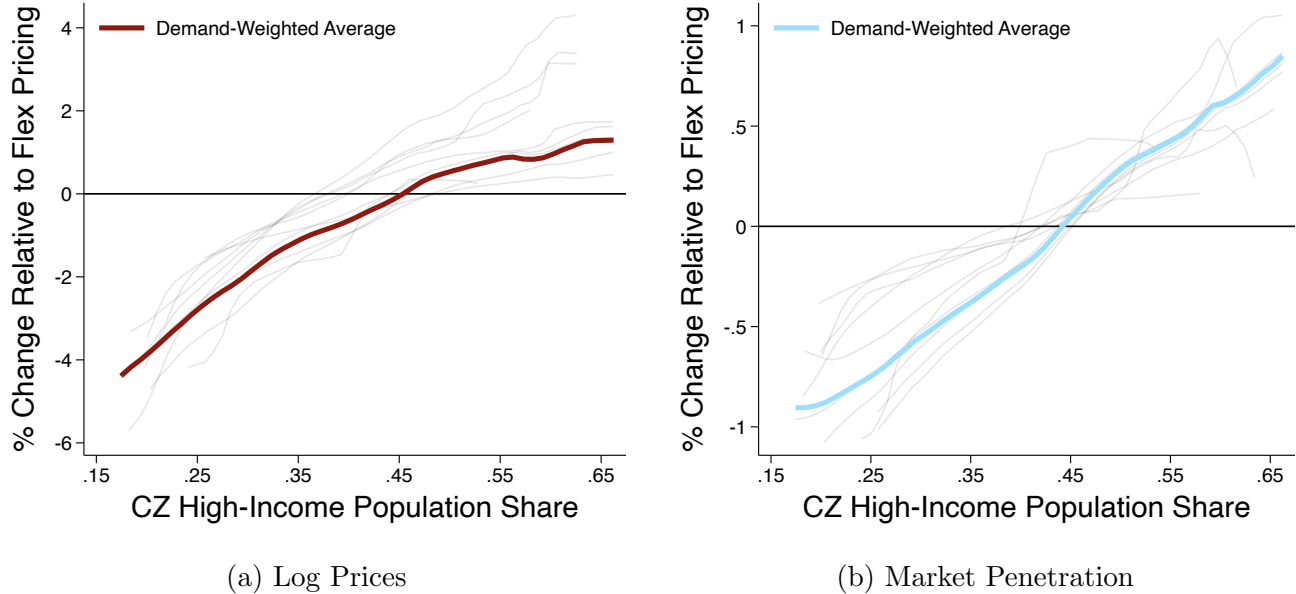 % Change Relative to Flex Pricing
4
2
0
-2
-4
-6
Demand-Weighted Average
.15
.25
.35
.45
.55
.65
CZ High-Income Population Share
(a) Log Prices
% Change Relative to Flex Pricing
1
.5
0
-.5
-1
Demand-Weighted Average
.15
.25
.35
.45
.55
.65
CZ High-Income Population Share
(b) Market Penetration